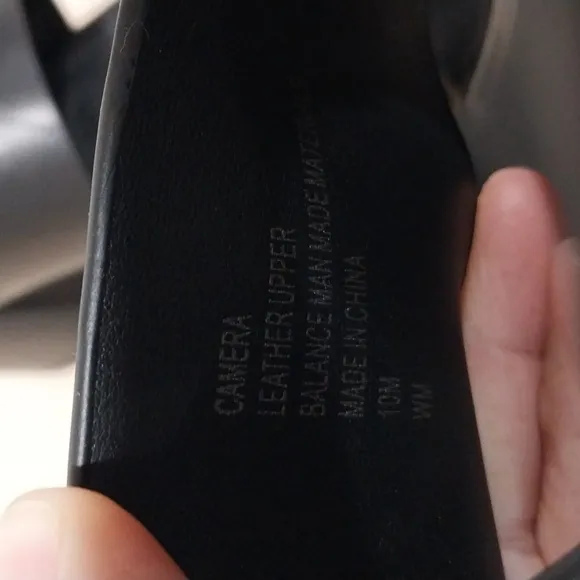 CAMERA
LEATHER UPPER
BALANCE MAN MADE MATERIALS
MADE IN CHINA
10M
WM